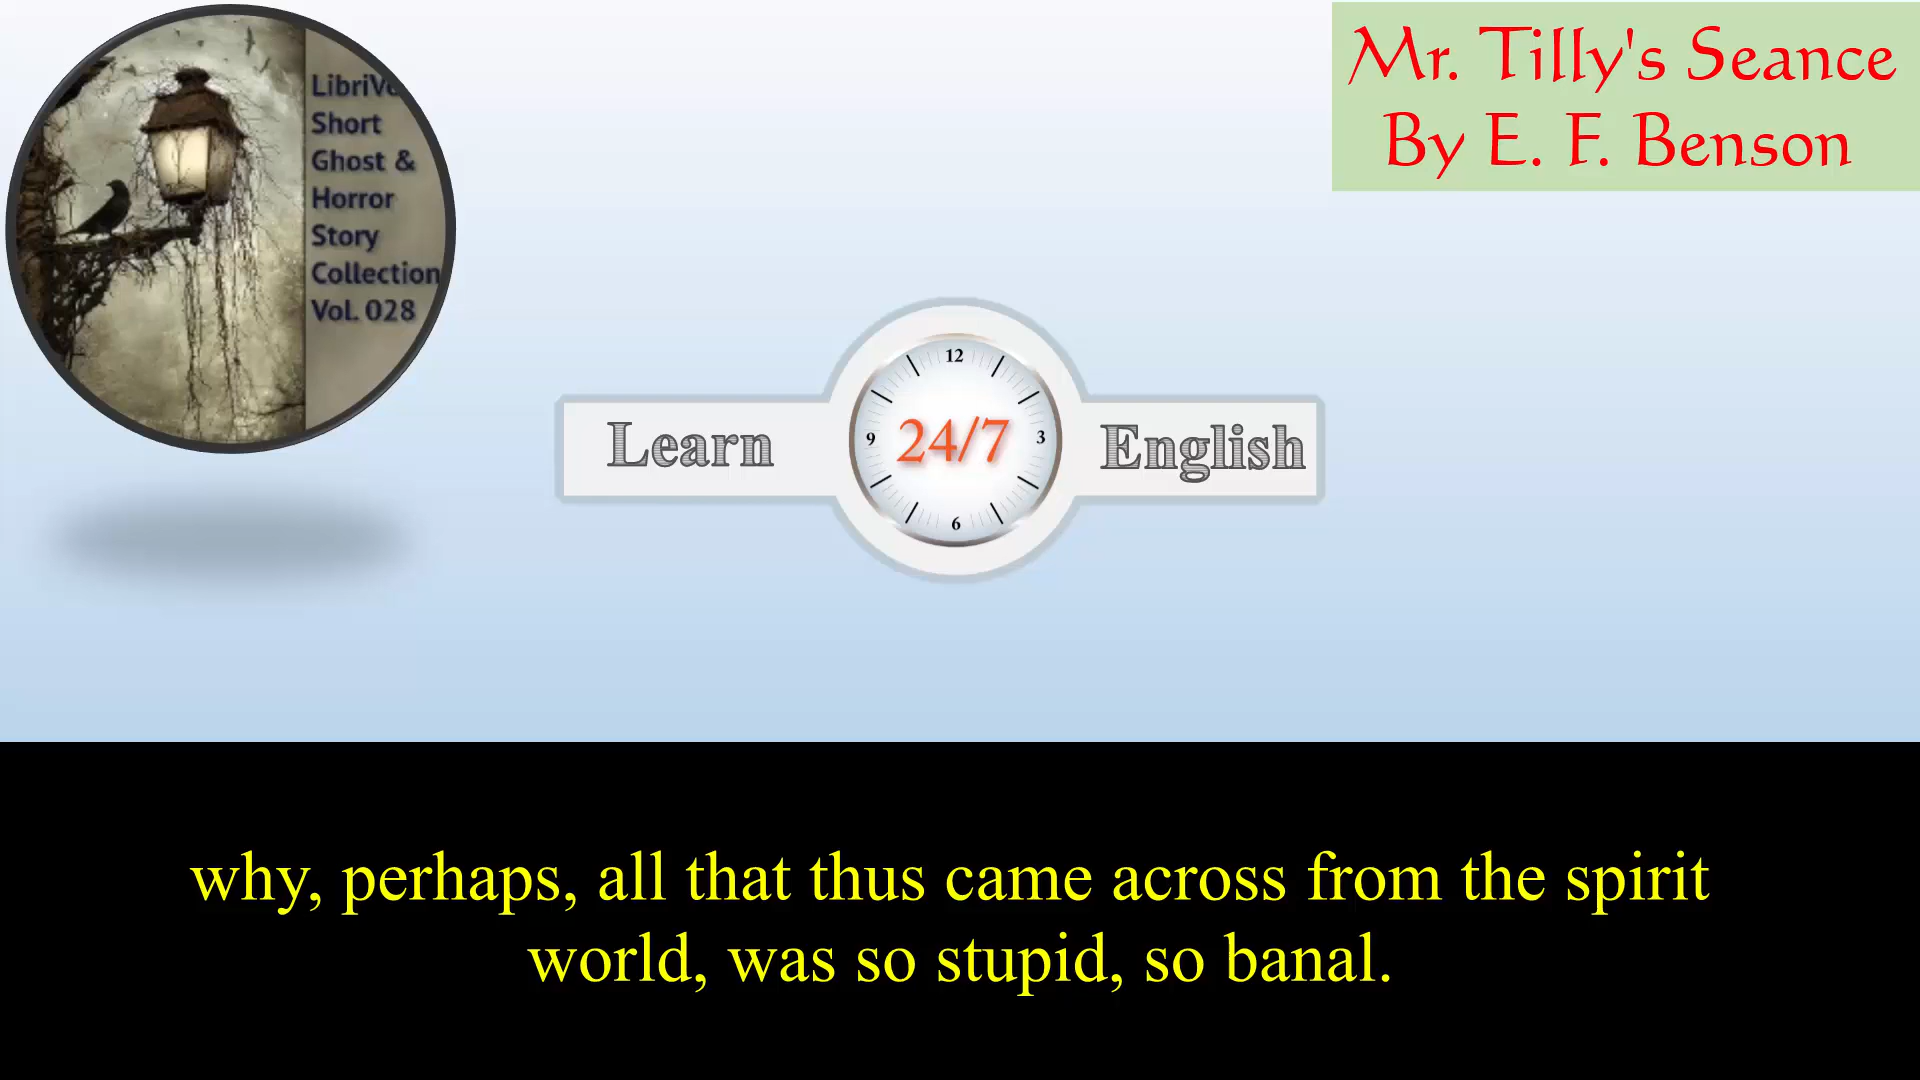 LibriVo
Short
Ghost &
Horror
Story
Collection
Vol. 028
Mr. Tilly's Seance
By E. F. Benson
Learn
12
9
24/7
3
6
English
why, perhaps, all that thus came across from the spirit
world, was so stupid, so banal.